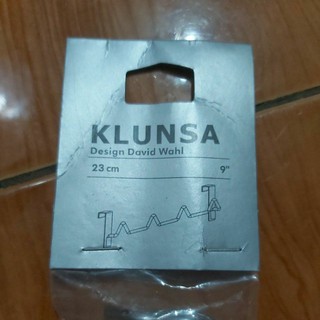 KLUNSA
Design David Wahl
23 cm 9"